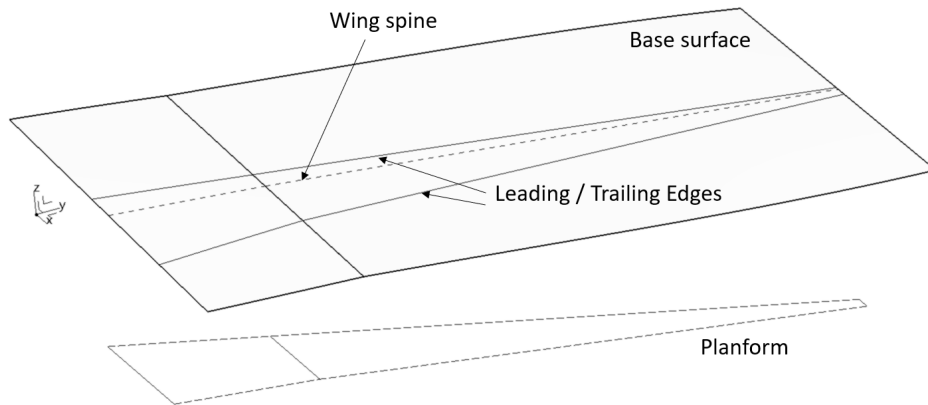 Wing spine
Base surface
z
y
x
Leading / Trailing Edges
Planform